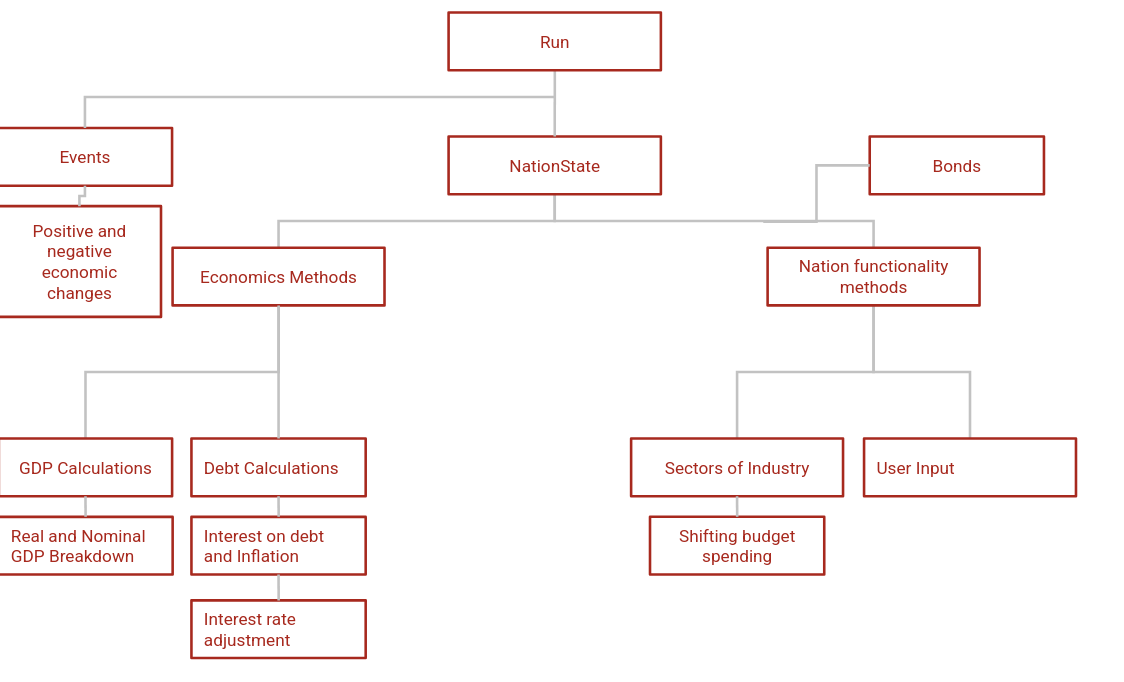 Run
Events
NationState
Bonds
Positive and
negative
economic
changes
Economics Methods
Nation functionality
methods
GDP Calculations
Debt Calculations
Sectors of Industry
User Input
Real and Nominal
GDP Breakdown
Interest on debt
and Inflation
Shifting budget
spending
Interest rate
adjustment